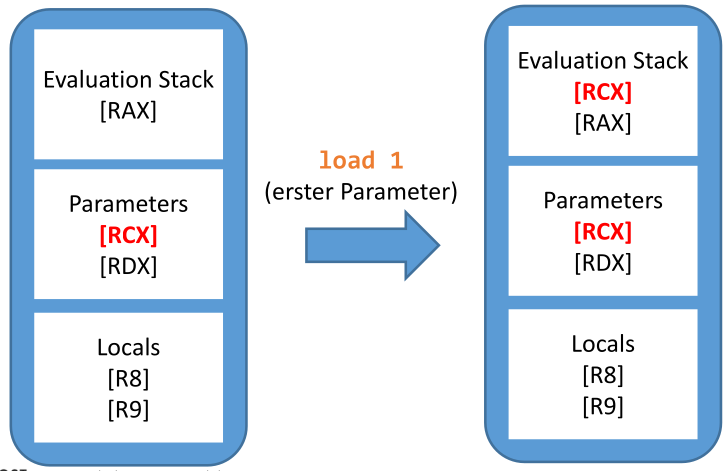 Evaluation Stack
[RAX]
Parameters
[RCX]
[RDX]
Locals
[R8]
[R9]
load 1
(erster Parameter)
Evaluation Stack
[RCX]
[RAX]
Parameters
[RCX]
[RDX]
Locals
[R8]
[R9]